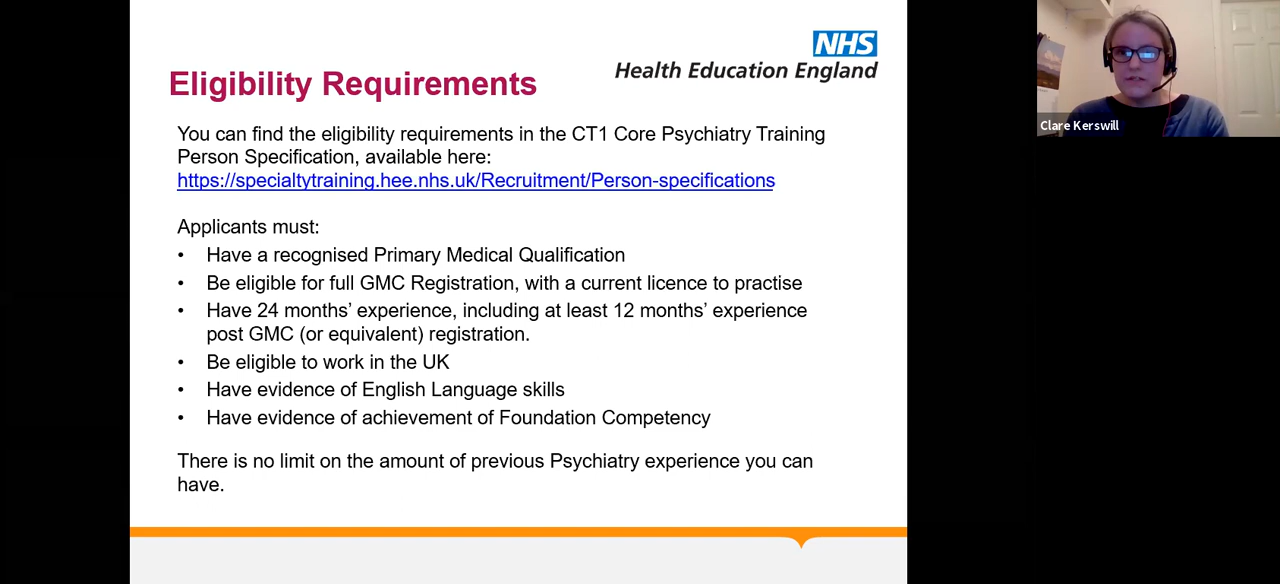 NHS
Health Education England
Eligibility Requirements
You can find the eligibility requirements in the CT1 Core Psychiatry Training
Person Specification, available here:
https://specialtytraining.hee.nhs.uk/Recruitment/Person-specifications
Applicants must:
• Have a recognised Primary Medical Qualification
• Be eligible for full GMC Registration, with a current licence to practise
• Have 24 months’ experience, including at least 12 months’ experience
post GMC (or equivalent) registration.
• Be eligible to work in the UK
• Have evidence of English Language skills
• Have evidence of achievement of Foundation Competency
There is no limit on the amount of previous Psychiatry experience you can
have.
Clare Kerswill